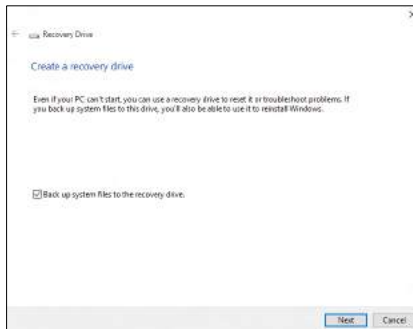 Recovery Drive
Create a recovery drive
Even if your PC can't start, you can use a recovery drive to reset it or troubleshoot problems. If
you back up system files to this drive, you'll also be able to use it to reinstall Windows.
Back up system files to the recovery drive.
Next Cancel